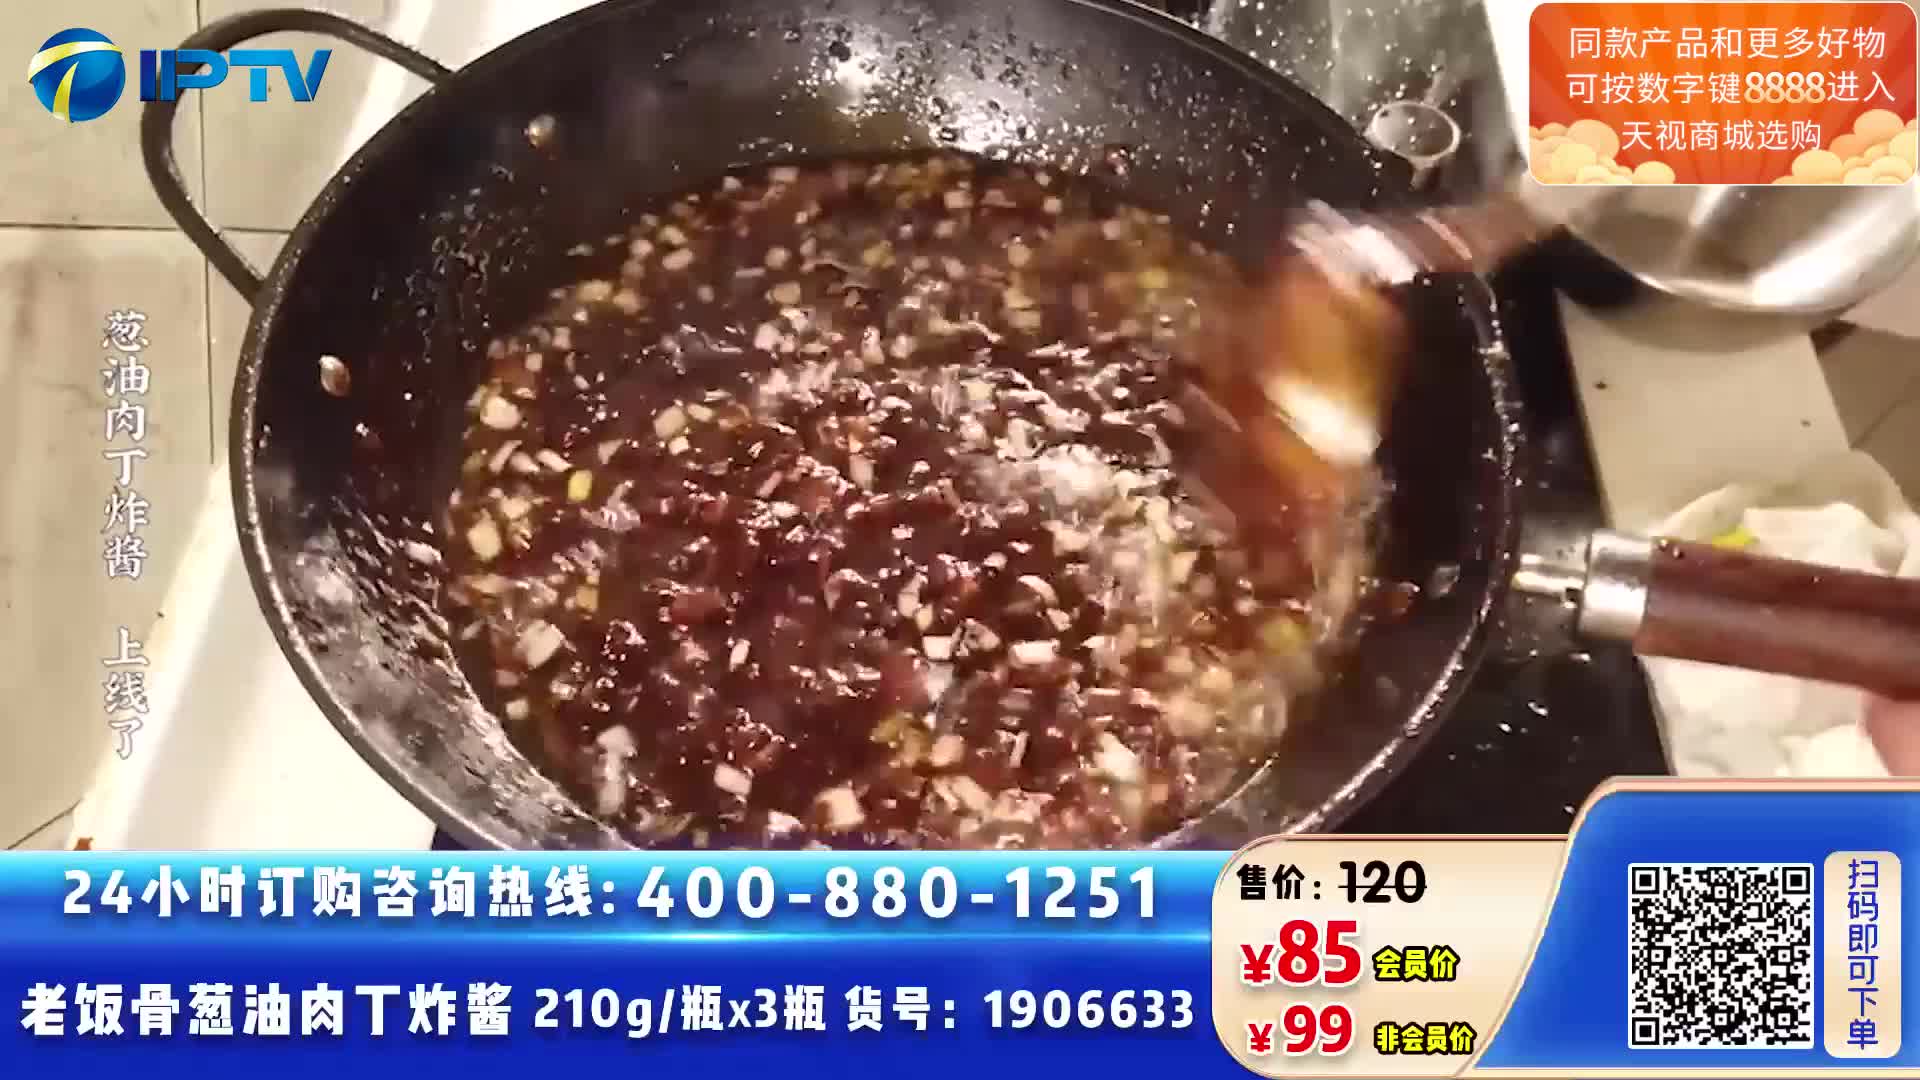 IPTV
同款产品和更多好物
可按数字键8888进入
天视商城选购
葱油肉丁炸酱 上线了
24小时订购咨询热线:400-880-1251
老饭骨葱油肉丁炸酱 210g/瓶x3瓶 货号：1906633
售价：120
¥85 会员价
¥99 非会员价
扫码即可下单